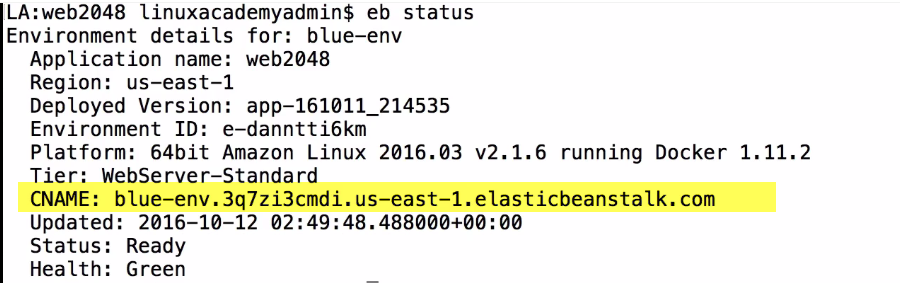 LA:web2048 linuxacademyadmin$ eb status
Environment details for: blue-env
Application name: web2048
Region: us-east-1
Deployed Version: app-161011_214535
Environment ID: e-danntti6km
Platform: 64bit Amazon Linux 2016.03 v2.1.6 running Docker 1.11.2
Tier: WebServer-Standard
CNAME: blue-env.3q7zi3cmdi.us-east-1.elasticbeanstalk.com
Updated: 2016-10-12 02:49:48.488000+00:00
Status: Ready
Health: Green